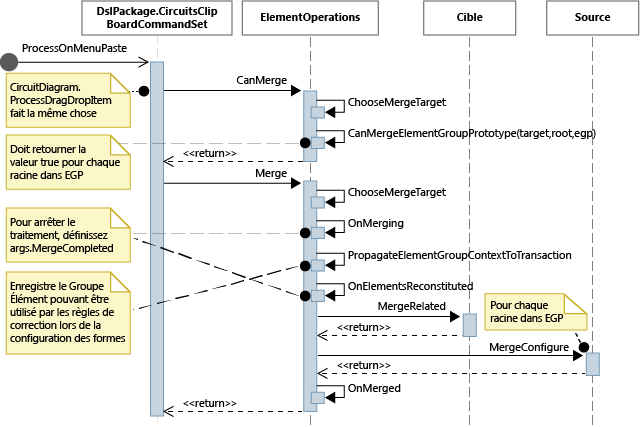 DslPackage.CircuitsClip
BoardCommandSet
ElementOperations
Cible
Source
ProcessOnMenuPaste
CircuitDiagram.
ProcessDragDropItem
fait la même chose
CanMerge
ChooseMergeTarget
CanMergeElementGroupPrototype(target,root,egp)
Doit retourner la
valeur true pour chaque
racine dans EGP
<<return>>
Merge
ChooseMergeTarget
Pour arrêter le
traitement, définissez
args.MergeCompleted
OnMerging
PropagateElementGroupContextToTransaction
Enregistre le Groupe
Élément pouvant être
utilisé par les règles de
correction lors de la
configuration des formes
OnElementsReconstituted
MergeRelated
Pour chaque
racine dans EGP
<<return>>
MergeConfigure
<<return>>
OnMerged
<<return>>